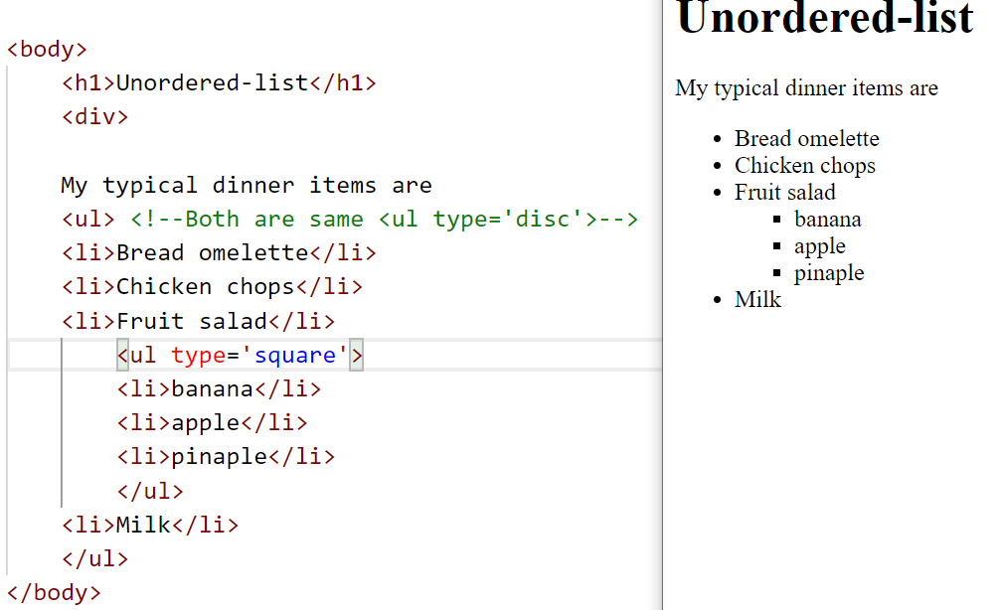 <body>
<h1>Unordered-list</h1>
<div>
My typical dinner items are
<ul> <!--Both are same <ul type='disc'>-->
<li>Bread omelette</li>
<li>Chicken chops</li>
<li>Fruit salad</li>
<ul type='square'>
<li>banana</li>
<li>apple</li>
<li>pinaple</li>
</ul>
<li>Milk</li>
</ul>
</body>
Unordered-list
My typical dinner items are
• Bread omelette
• Chicken chops
• Fruit salad
▪ banana
▪ apple
▪ pinaple
• Milk